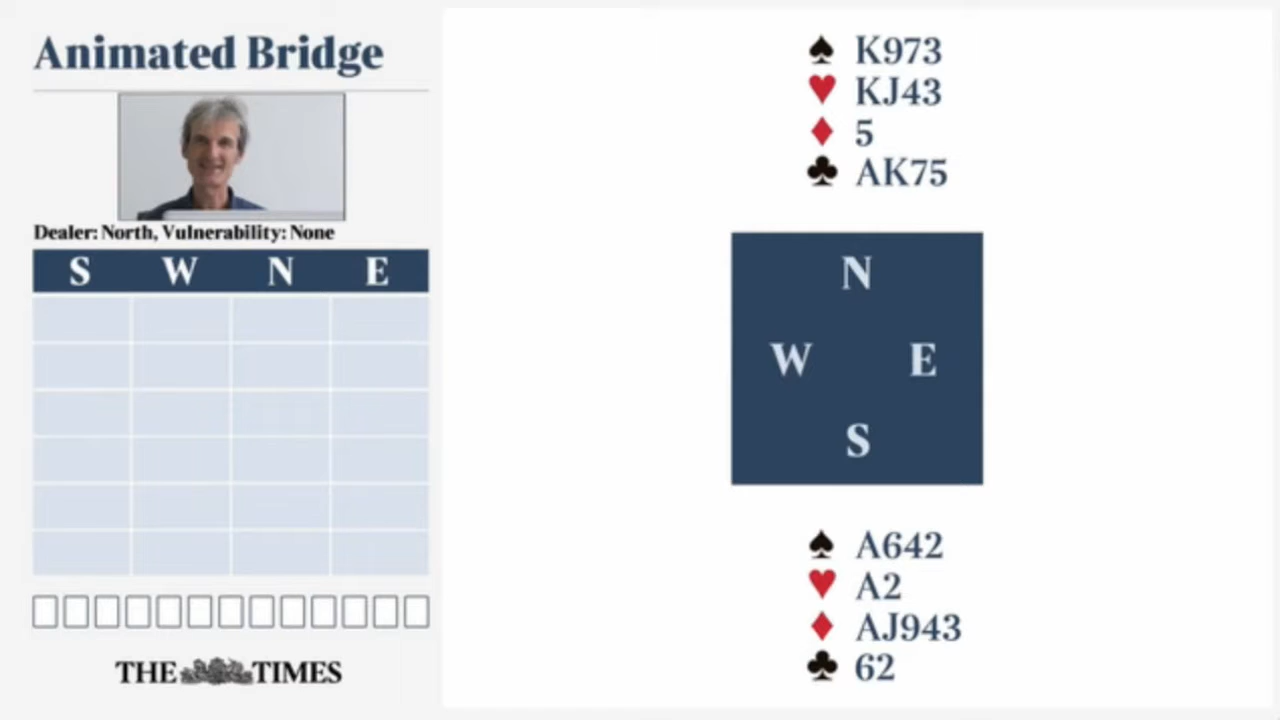 Animated Bridge
Dealer: North, Vulnerability: None
S W N E
THE TIMES
♠ K973
♥ KJ43
♦ 5
♣ AK75
N
W E
S
♠ A642
♥ A2
♦ AJ943
♣ 62